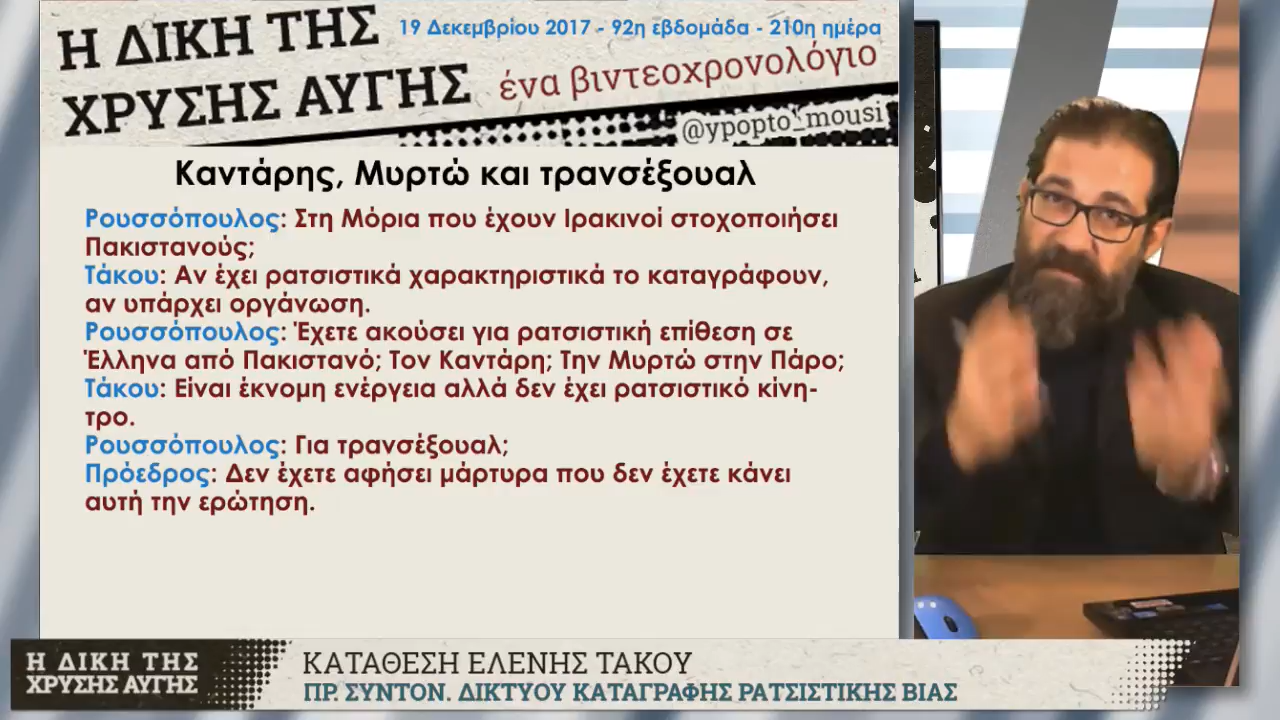 Η ΔΙΚΗ ΤΗΣ
ΧΡΥΣΗΣ ΑΥΓΗΣ
19 Δεκεμβρίου 2017 - 92η εβδομάδα - 210η ημέρα
ένα βιντεοχρονολόγιο
@ypopto_mousi
Καντάρης, Μυρτώ και τρανσέξουαλ
Ρουσσόπουλος: Στη Μόρια που έχουν Ιρακινοί στοχοποιήσει
Πακιστανούς;
Τάκου: Αν έχει ρατσιστικά χαρακτηριστικά το καταγράφουν,
αν υπάρχει οργάνωση.
Ρουσσόπουλος: Έχετε ακούσει για ρατσιστική επίθεση σε
Έλληνα από Πακιστανό; Τον Καντάρη; Την Μυρτώ στην Πάρο;
Τάκου: Είναι έκνομη ενέργεια αλλά δεν έχει ρατσιστικό κίνη-
τρο.
Ρουσσόπουλος: Για τρανσέξουαλ;
Πρόεδρος: Δεν έχετε αφήσει μάρτυρα που δεν έχετε κάνει
αυτή την ερώτηση.
Η ΔΙΚΗ ΤΗΣ
ΧΡΥΣΗΣ ΑΥΓΗΣ
ΚΑΤΑΘΕΣΗ ΕΛΕΝΗΣ ΤΑΚΟΥ
ΠΡ. ΣΥΝΤΟΝ. ΔΙΚΤΥΟΥ ΚΑΤΑΓΡΑΦΗΣ ΡΑΤΣΙΣΤΙΚΗΣ ΒΙΑΣ